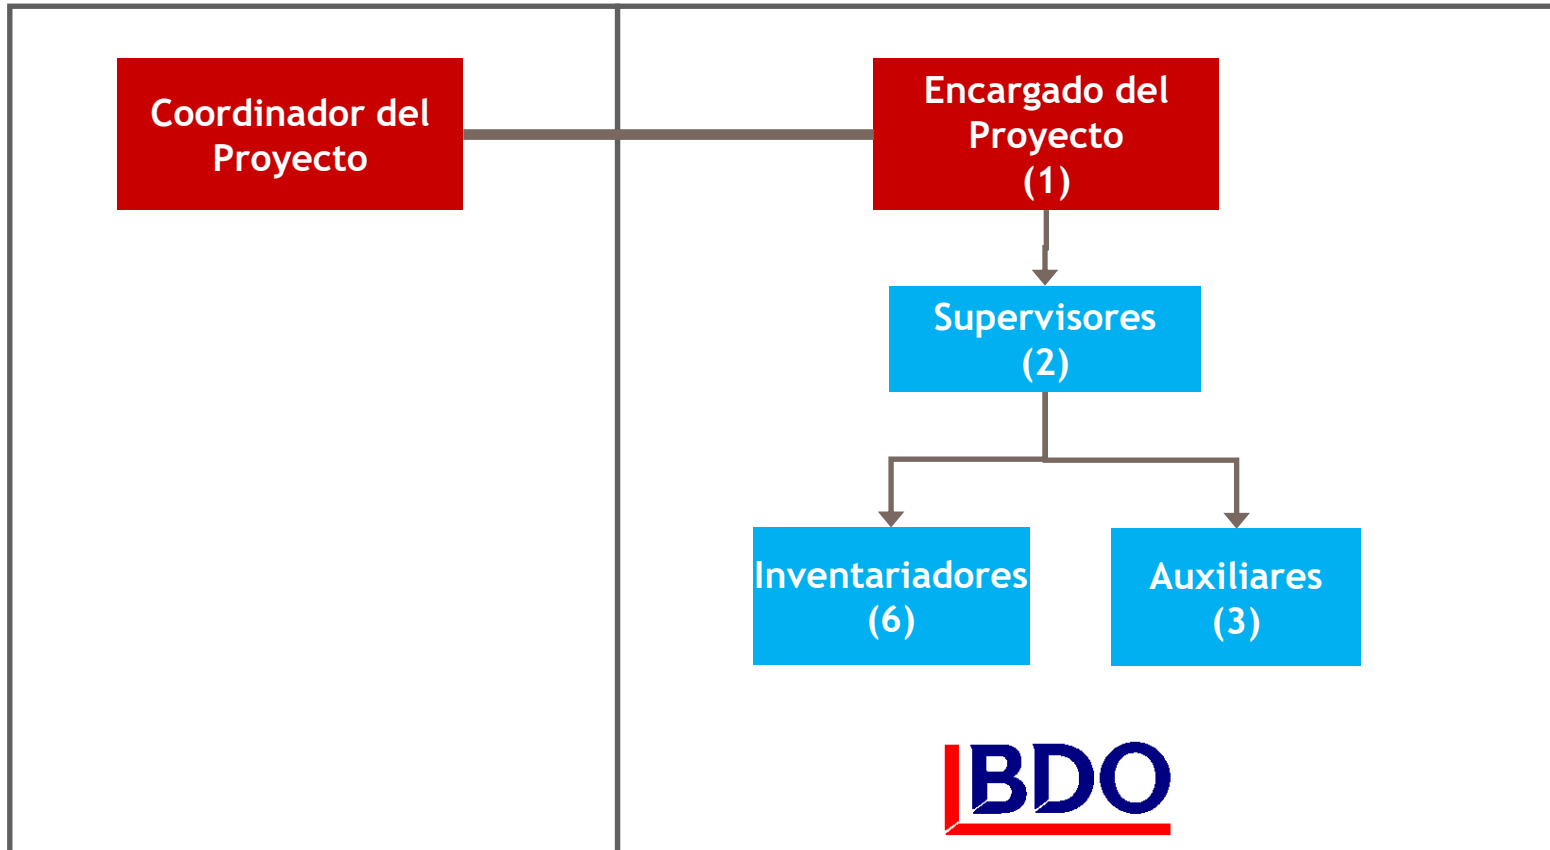 Coordinador del
Proyecto
Encargado del
Proyecto
(1)
Supervisores
(2)
Inventariadores
(6)
Auxiliares
(3)
BDO